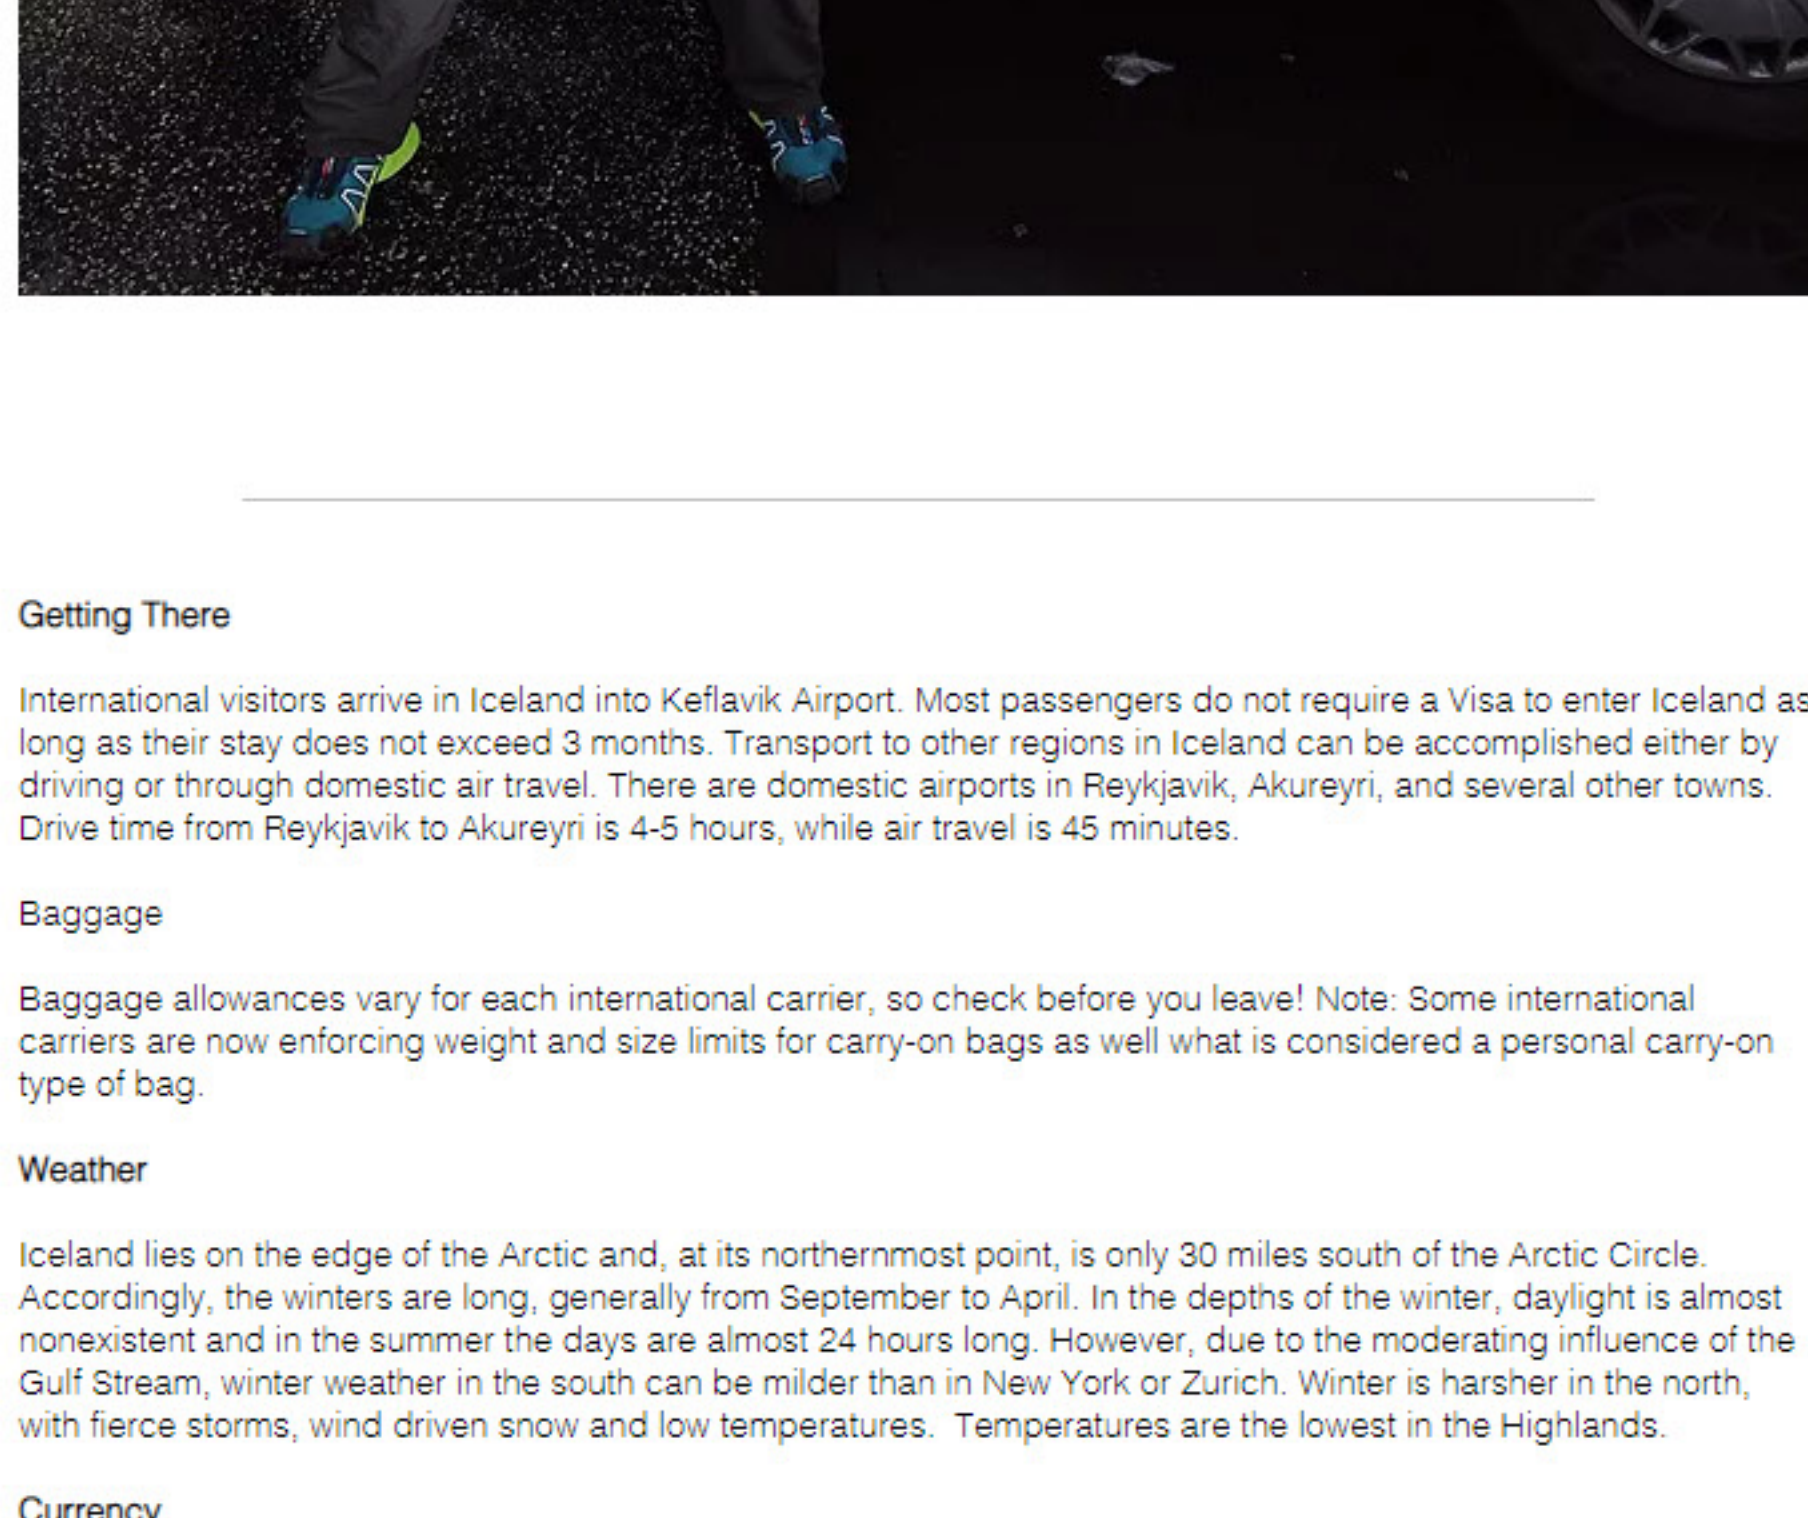 Getting There
International visitors arrive in Iceland into Keflavik Airport. Most passengers do not require a Visa to enter Iceland as
long as their stay does not exceed 3 months. Transport to other regions in Iceland can be accomplished either by
driving or through domestic air travel. There are domestic airports in Reykjavik, Akureyri, and several other towns.
Drive time from Reykjavik to Akureyri is 4-5 hours, while air travel is 45 minutes.
Baggage
Baggage allowances vary for each international carrier, so check before you leave! Note: Some international
carriers are now enforcing weight and size limits for carry-on bags as well what is considered a personal carry-on
type of bag.
Weather
Iceland lies on the edge of the Arctic and, at its northernmost point, is only 30 miles south of the Arctic Circle.
Accordingly, the winters are long, generally from September to April. In the depths of the winter, daylight is almost
nonexistent and in the summer the days are almost 24 hours long. However, due to the moderating influence of the
Gulf Stream, winter weather in the south can be milder than in New York or Zurich. Winter is harsher in the north,
with fierce storms, wind driven snow and low temperatures.  Temperatures are the lowest in the Highlands.
Currency